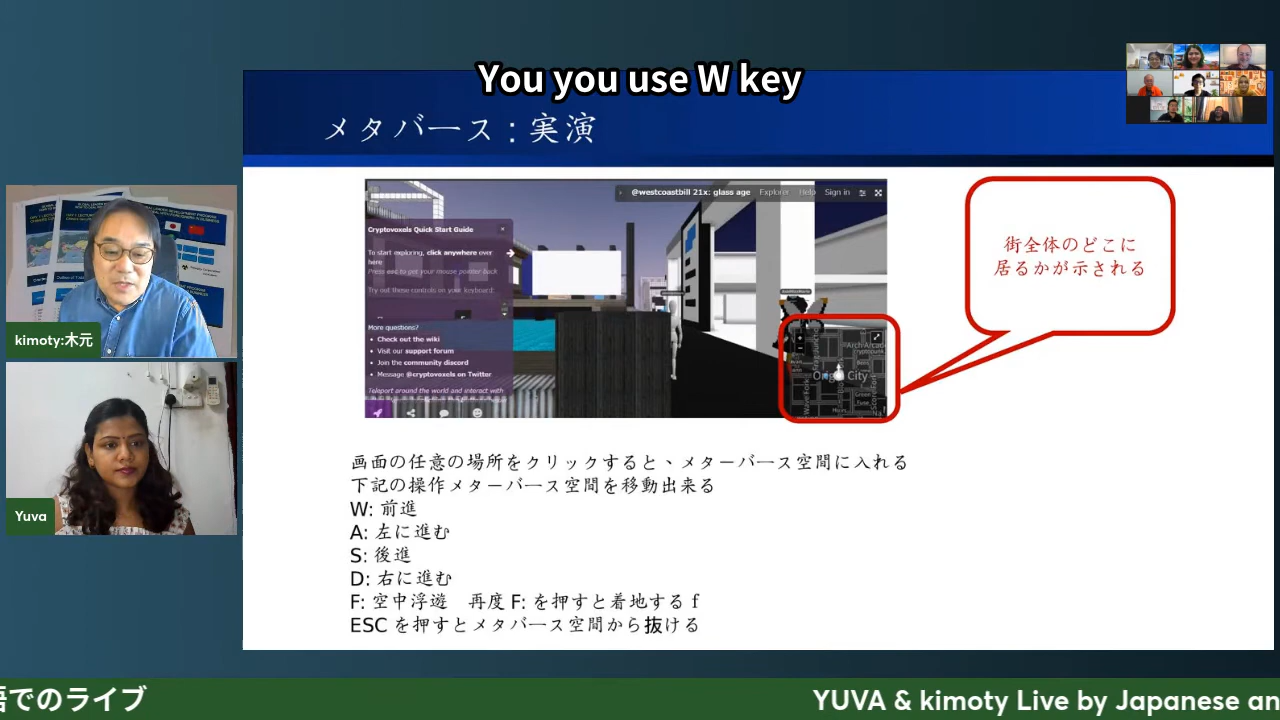 You you use W key
メタバース：実演
@westcoastbill 21x: glass age Explorer Help Sign in
Cryptovoxels Quick Start Guide
To start exploring, click anywhere over
here
Press esc to get your mouse pointer back
Try out these controls on your keyboard:
More questions?
• Check out the wiki
• Visit our support forum
• Join the community discord
• Message @cryptovoxels on Twitter
Teleport around the world and interact with
Origin City
街全体のどこに
居るかが示される
kimoty:木元
Yuva
画面の任意の場所をクリックすると、メターバース空間に入れる
下記の操作メターバース空間を移動出来る
W: 前進
A: 左に進む
S: 後進
D: 右に進む
F: 空中浮遊 再度 F: を押すと着地する f
ESC を押すとメタバース空間から抜ける
語でのライブ
YUVA & kimoty Live by Japanese an